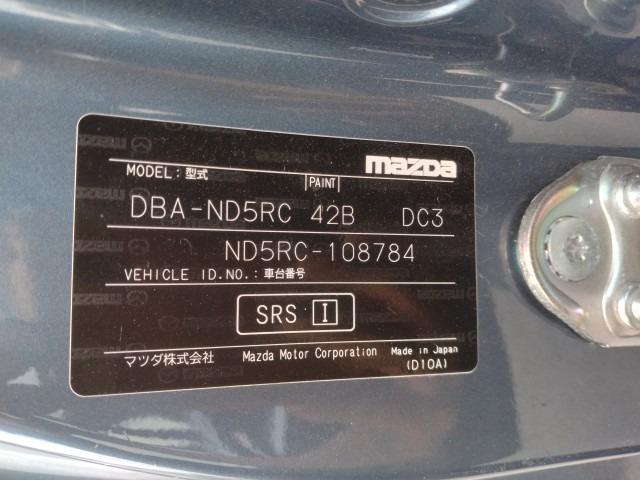 mazda
MODEL:型式 PAINT
DBA-ND5RC 42B DC3
ND5RC-108784
VEHICLE ID.NO.:車台番号
SRS I
マツダ株式会社 Mazda Motor Corporation Made in Japan
(D10A)